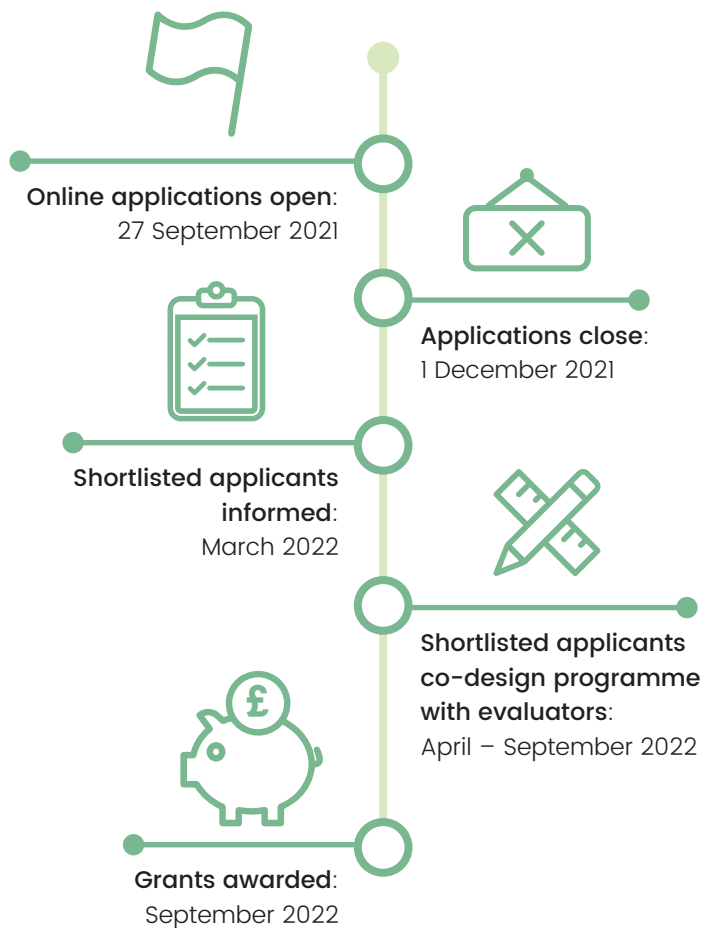 Online applications open:
27 September 2021
Applications close:
1 December 2021
Shortlisted applicants
informed:
March 2022
Shortlisted applicants
co-design programme
with evaluators:
April – September 2022
£
Grants awarded:
September 2022